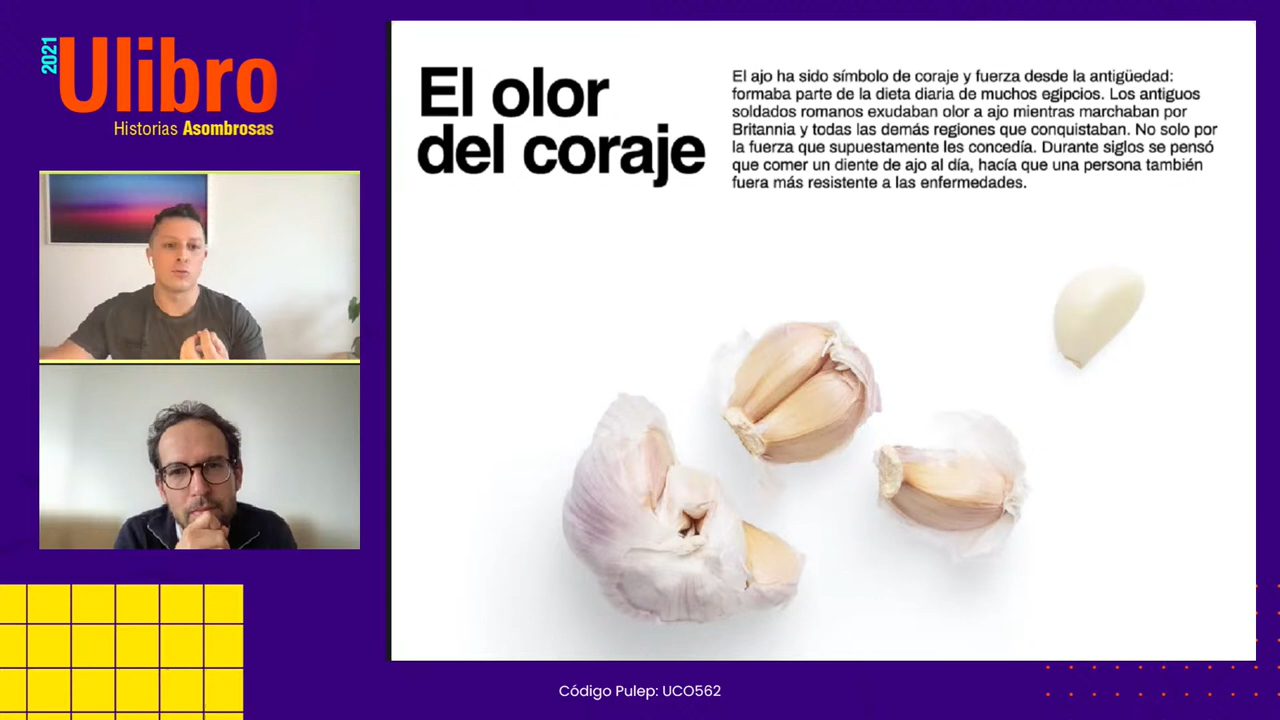 2021
Ulibro
Historias Asombrosas
El olor
del coraje
El ajo ha sido símbolo de coraje y fuerza desde la antigüedad:
formaba parte de la dieta diaria de muchos egipcios. Los antiguos
soldados romanos exudaban olor a ajo mientras marchaban por
Britannia y todas las demás regiones que conquistaban. No solo por
la fuerza que supuestamente les concedía. Durante siglos se pensó
que comer un diente de ajo al día, hacía que una persona también
fuera más resistente a las enfermedades.
Código Pulep: UCO562